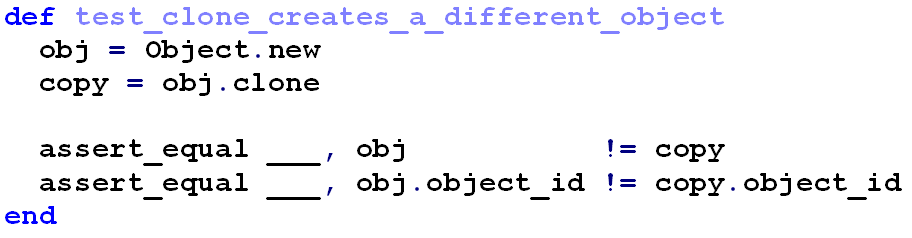 def test_clone_creates_a_different_object
  obj = Object.new
  copy = obj.clone

  assert_equal ___, obj           != copy
  assert_equal ___, obj.object_id != copy.object_id
end